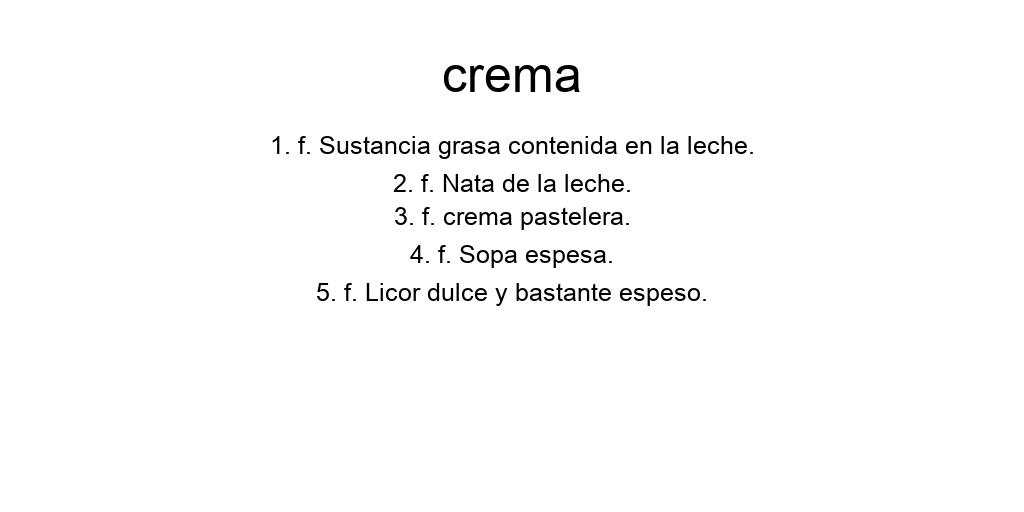 crema
1. f. Sustancia grasa contenida en la leche.
2. f. Nata de la leche.
3. f. crema pastelera.
4. f. Sopa espesa.
5. f. Licor dulce y bastante espeso.